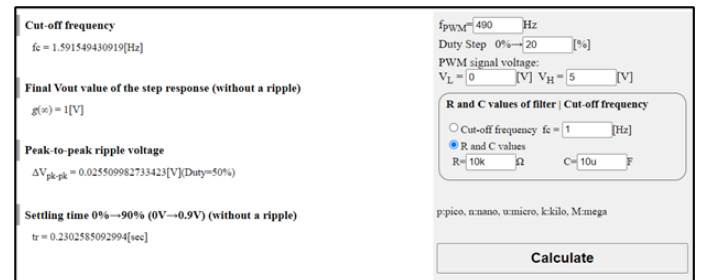 Cut-off frequency
fc = 1.591549430919[Hz]
Final Vout value of the step response (without a ripple)
g(∞) = 1[V]
Peak-to-peak ripple voltage
ΔVpk-pk = 0.025509982733423[V](Duty=50%)
Settling time 0%→90% (0V→0.9V) (without a ripple)
tr = 0.2302585092994[sec]
fPWM= 490 Hz
Duty Step 0%→ 20 [%]
PWM signal voltage:
VL = 0 [V] VH = 5 [V]
R and C values of filter | Cut-off frequency
Cut-off frequency fc = 1 [Hz]
R and C values
R= 10k Ω C= 10u F
p:pico, n:nano, u:micro, k:kilo, M:mega
Calculate